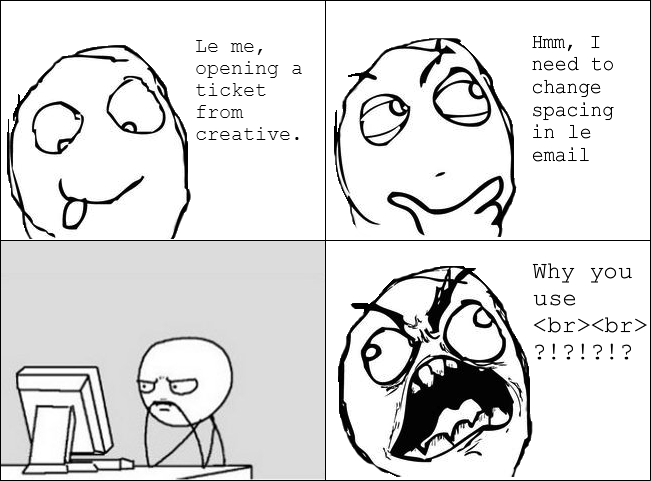 Le me,
opening a
ticket
from
creative.
Hmm, I
need to
change
spacing
in le
email
Why you
use
<br><br>
?!?!?!?